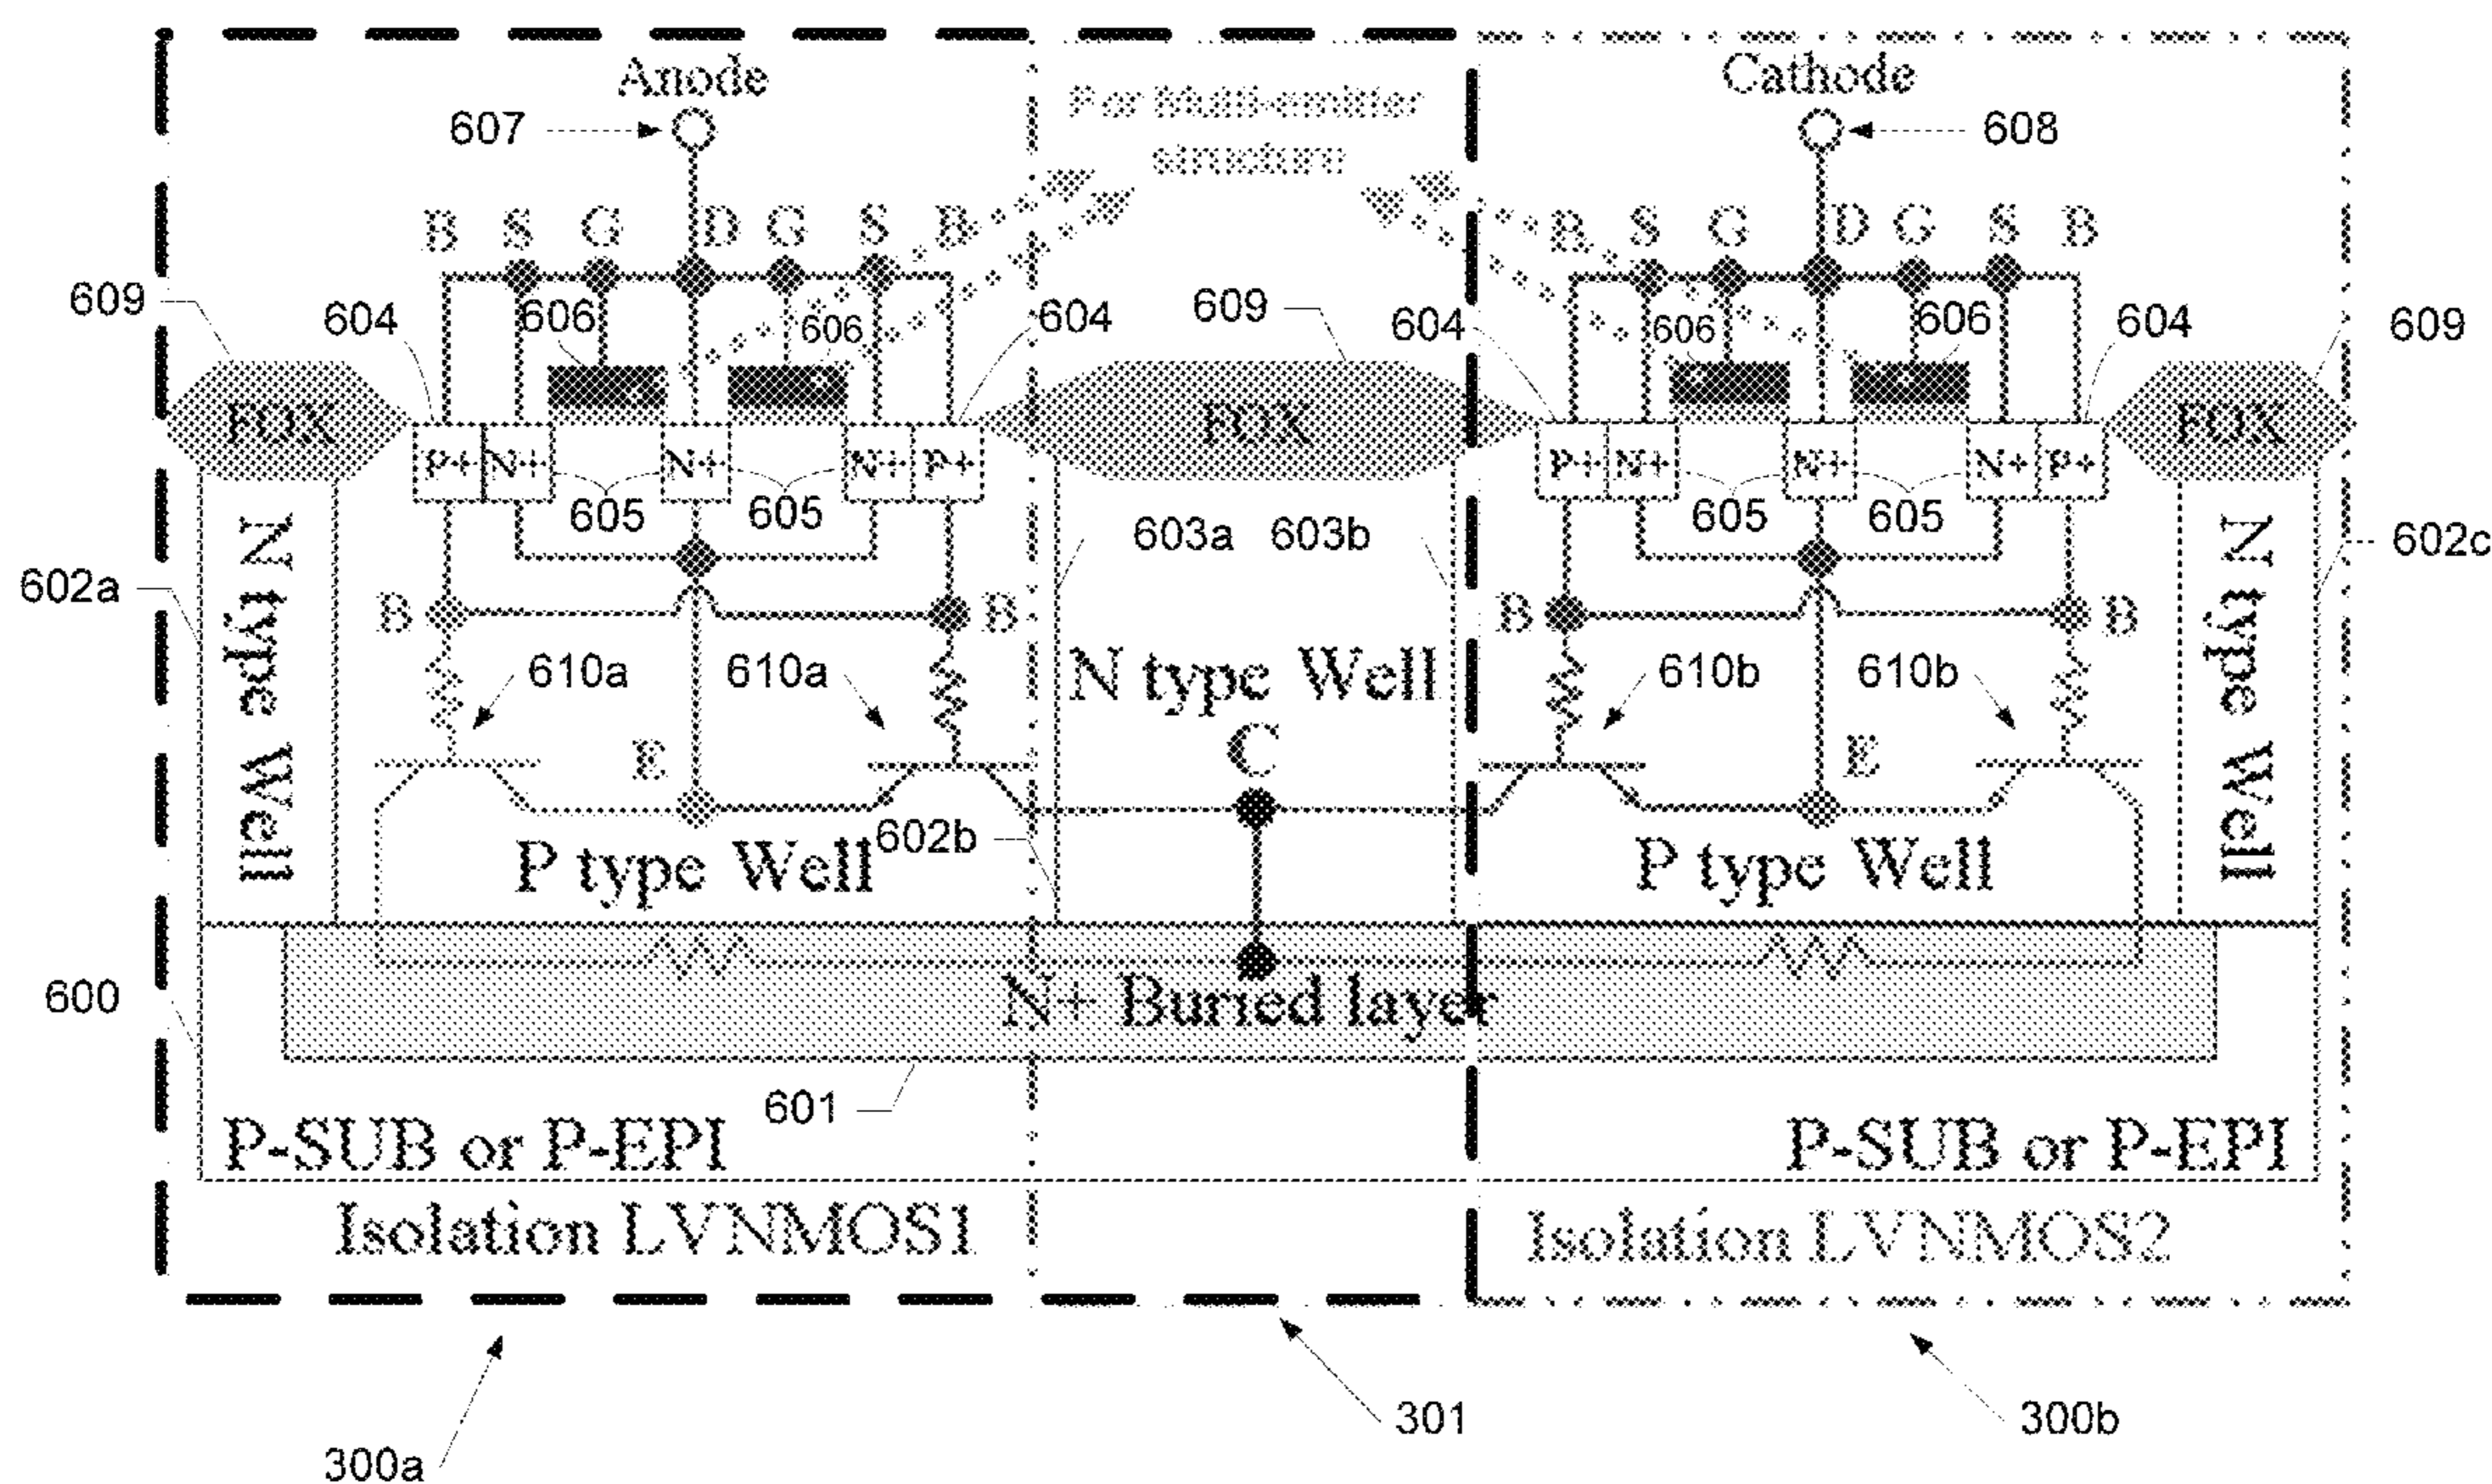 Anode
Cathode
For Multi-emitter
structure
607
608
B S G D G S B
B S G D G S B
609
604
606
606
604
609
604
606
606
604
609
FOX
FOX
FOX
P+ N+ N+ N+ P+
P+ N+ N+ N+ P+
605
605
605
605
603a
603b
602a
602c
N type Well
N type Well
B
B
B
B
610a
610a
610b
610b
N type Well
C
E
E
602b
P type Well
P type Well
600
N+ Buried layer
601
P-SUB or P-EPI
P-SUB or P-EPI
Isolation LVNMOS1
Isolation LVNMOS2
300a
301
300b